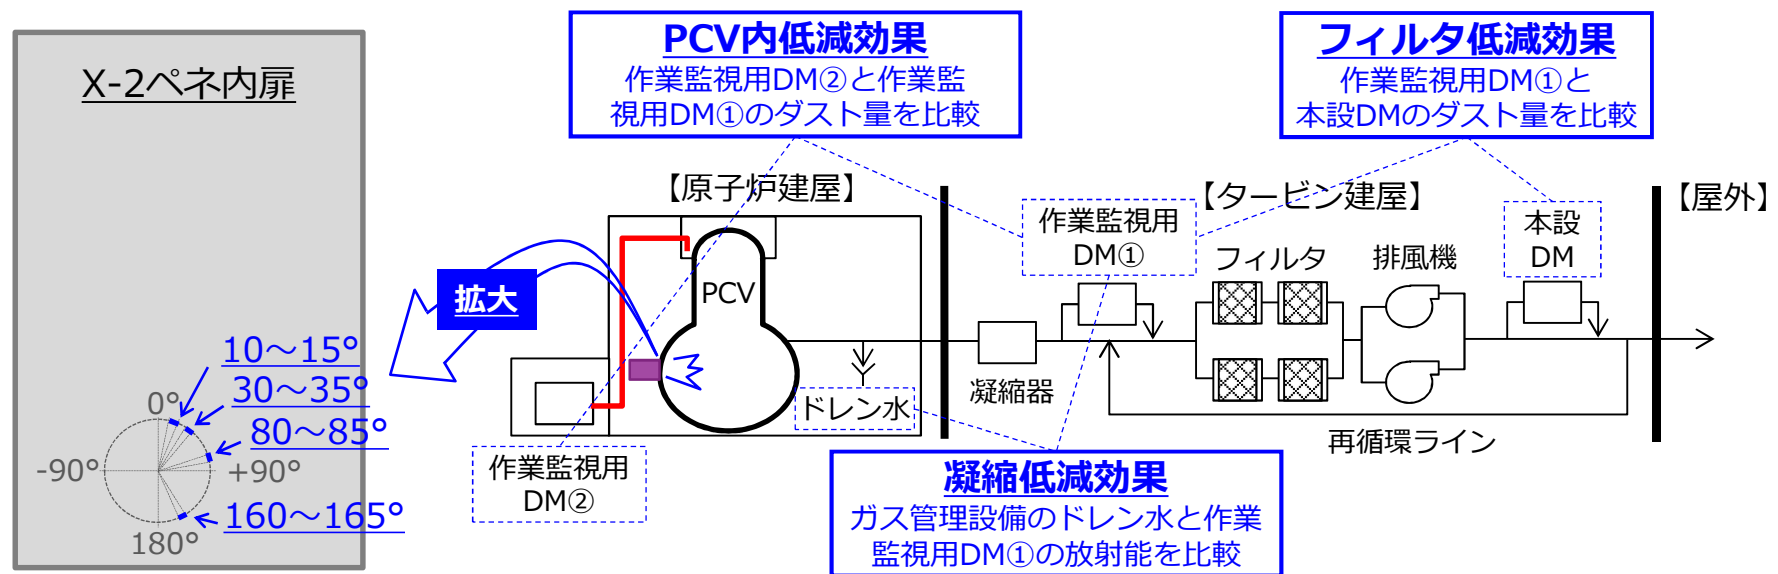 X-2ペネ内扉
10～15°
30～35°
0°
80～85°
-90°
+90°
160～165°
180°
拡大
PCV内低減効果
作業監視用DM②と作業監
視用DM①のダスト量を比較
フィルタ低減効果
作業監視用DM①と
本設DMのダスト量を比較
【原子炉建屋】
【タービン建屋】
【屋外】
PCV
作業監視用
DM①
フィルタ
排風機
本設
DM
ドレン水
凝縮器
再循環ライン
作業監視用
DM②
凝縮低減効果
ガス管理設備のドレン水と作業
監視用DM①の放射能を比較